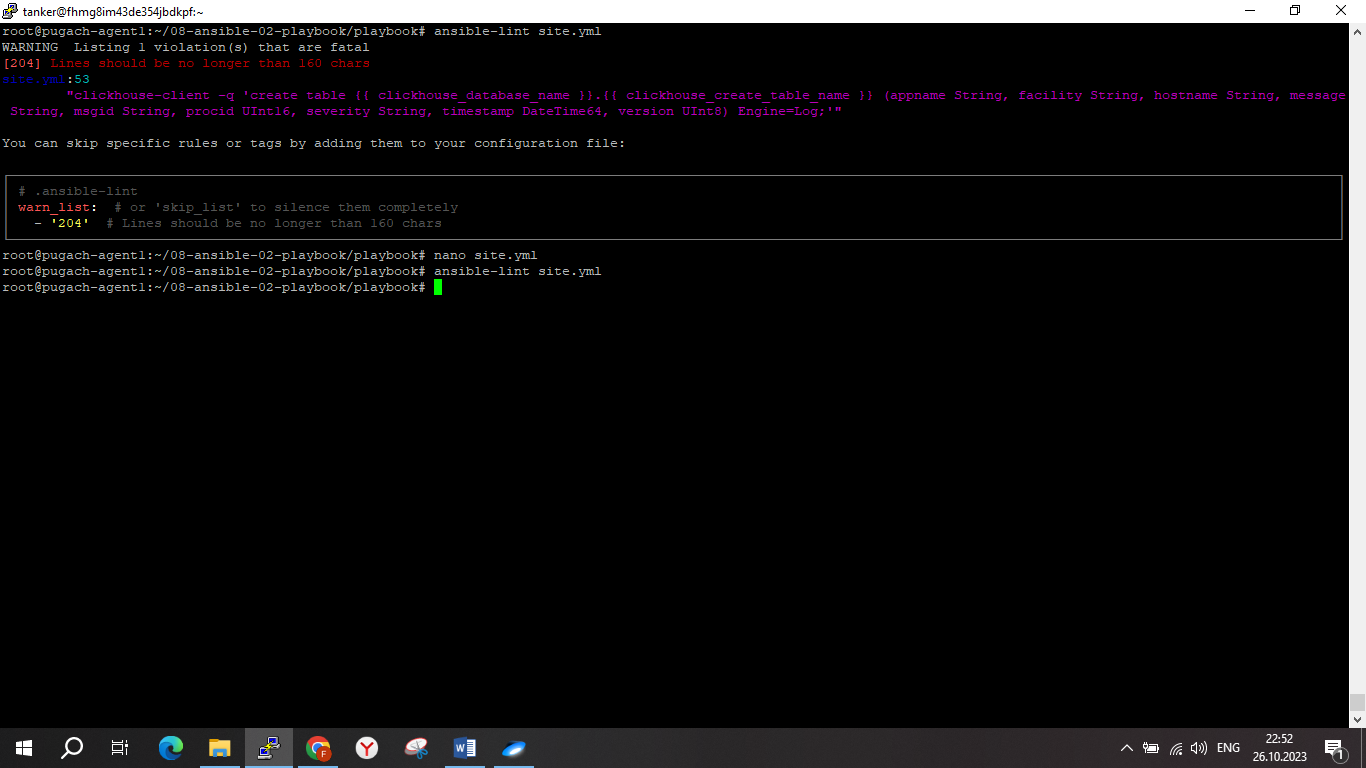 tanker@fhmg8im43de354jbdkpf:~
root@pugach-agent1:~/08-ansible-02-playbook/playbook# ansible-lint site.yml
WARNING  Listing 1 violation(s) that are fatal
[204] Lines should be no longer than 160 chars
site.yml:53
        "clickhouse-client -q 'create table {{ clickhouse_database_name }}.{{ clickhouse_create_table_name }} (appname String, facility String, hostname String, message
 String, msgid String, procid UInt16, severity String, timestamp DateTime64, version UInt8) Engine=Log;'"
You can skip specific rules or tags by adding them to your configuration file:
# .ansible-lint
warn_list:  # or 'skip_list' to silence them completely
  - '204'  # Lines should be no longer than 160 chars
root@pugach-agent1:~/08-ansible-02-playbook/playbook# nano site.yml
root@pugach-agent1:~/08-ansible-02-playbook/playbook# ansible-lint site.yml
root@pugach-agent1:~/08-ansible-02-playbook/playbook#
ENG
22:52
26.10.2023
1